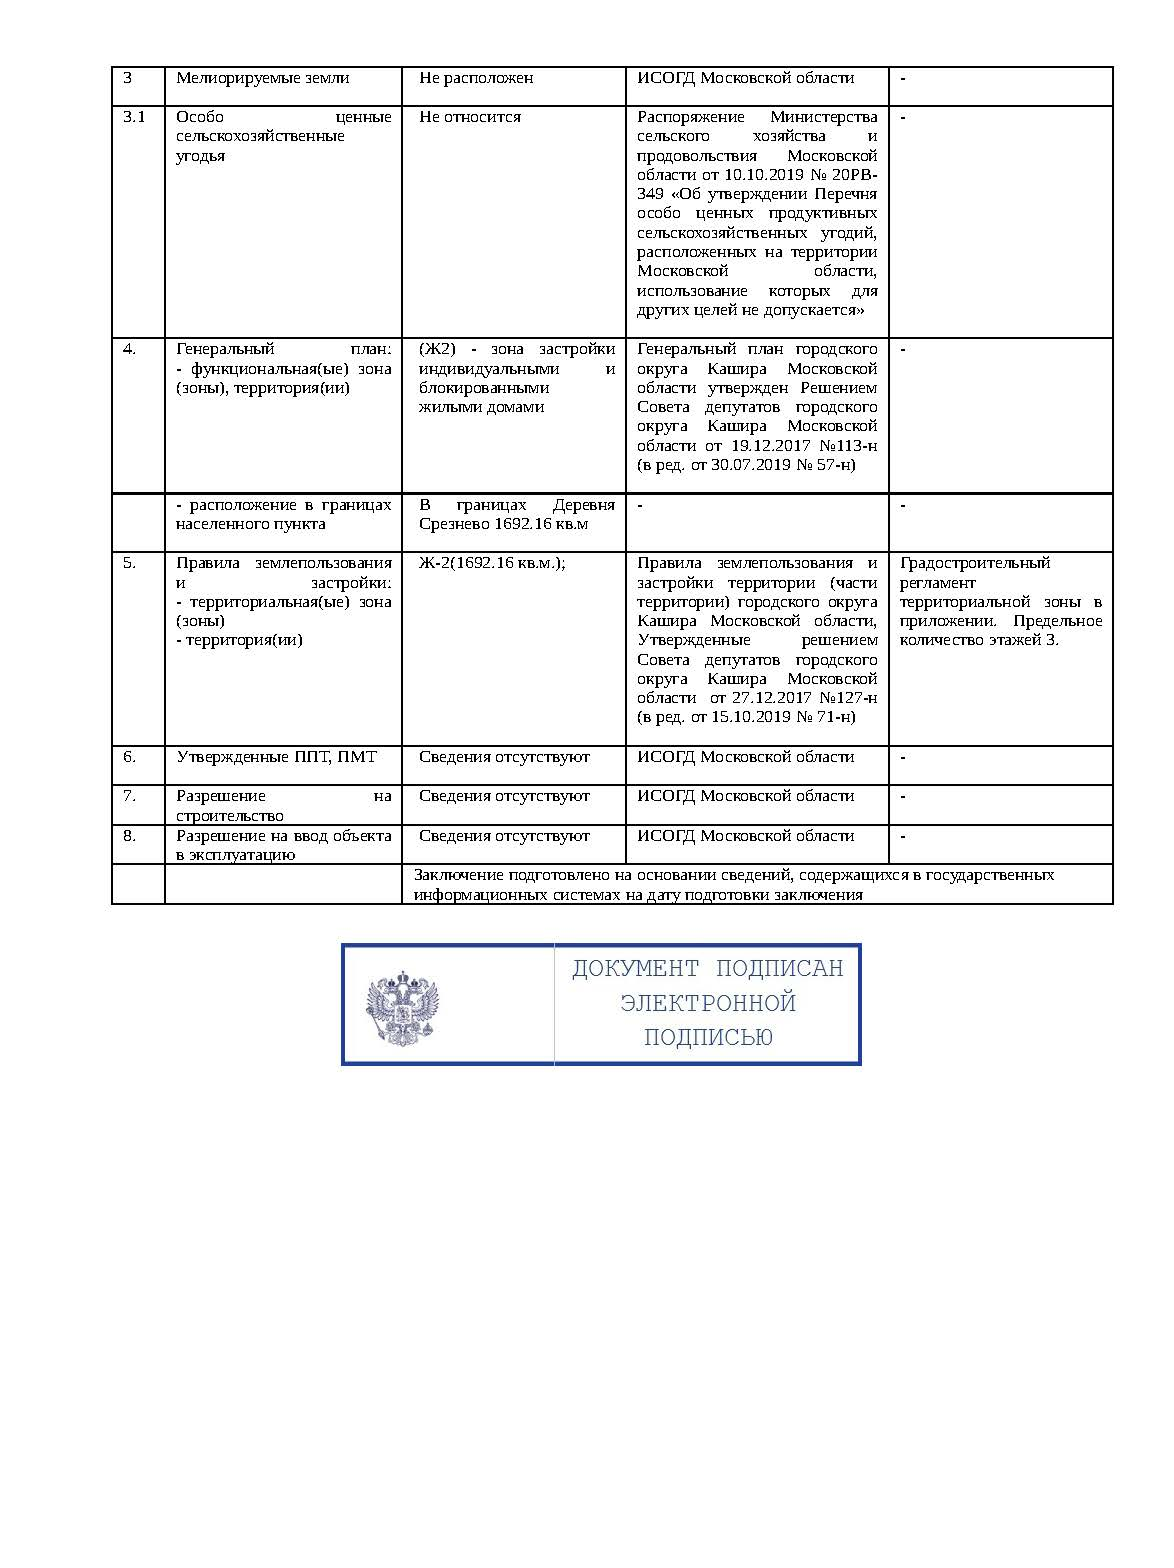 3
Мелиорируемые земли
Не расположен
ИСОГД Московской области
-
3.1
Особо ценные
сельскохозяйственные
угодья
Не относится
Распоряжение Министерства
сельского хозяйства и
продовольствия Московской
области от 10.10.2019 № 20РВ-
349 «Об утверждении Перечня
особо ценных продуктивных
сельскохозяйственных угодий,
расположенных на территории
Московской области,
использование которых для
других целей не допускается»
-
4.
Генеральный план:
- функциональная(ые) зона
(зоны), территория(ии)
(Ж2) - зона застройки
индивидуальными и
блокированными
жилыми домами
Генеральный план городского
округа Кашира Московской
области утвержден Решением
Совета депутатов городского
округа Кашира Московской
области от 19.12.2017 №113-н
(в ред. от 30.07.2019 № 57-н)
-
- расположение в границах
населенного пункта
В границах Деревня
Срезнево 1692.16 кв.м
-
-
5.
Правила землепользования
и застройки:
- территориальная(ые) зона
(зоны)
- территория(ии)
Ж-2(1692.16 кв.м.);
Правила землепользования и
застройки территории (части
территории) городского округа
Кашира Московской области,
Утвержденные решением
Совета депутатов городского
округа Кашира Московской
области от 27.12.2017 №127-н
(в ред. от 15.10.2019 № 71-н)
Градостроительный
регламент
территориальной зоны в
приложении. Предельное
количество этажей 3.
6.
Утвержденные ППТ, ПМТ
Сведения отсутствуют
ИСОГД Московской области
-
7.
Разрешение на
строительство
Сведения отсутствуют
ИСОГД Московской области
-
8.
Разрешение на ввод объекта
в эксплуатацию
Сведения отсутствуют
ИСОГД Московской области
-
Заключение подготовлено на основании сведений, содержащихся в государственных
информационных системах на дату подготовки заключения
ДОКУМЕНТ ПОДПИСАН
ЭЛЕКТРОННОЙ
ПОДПИСЬЮ